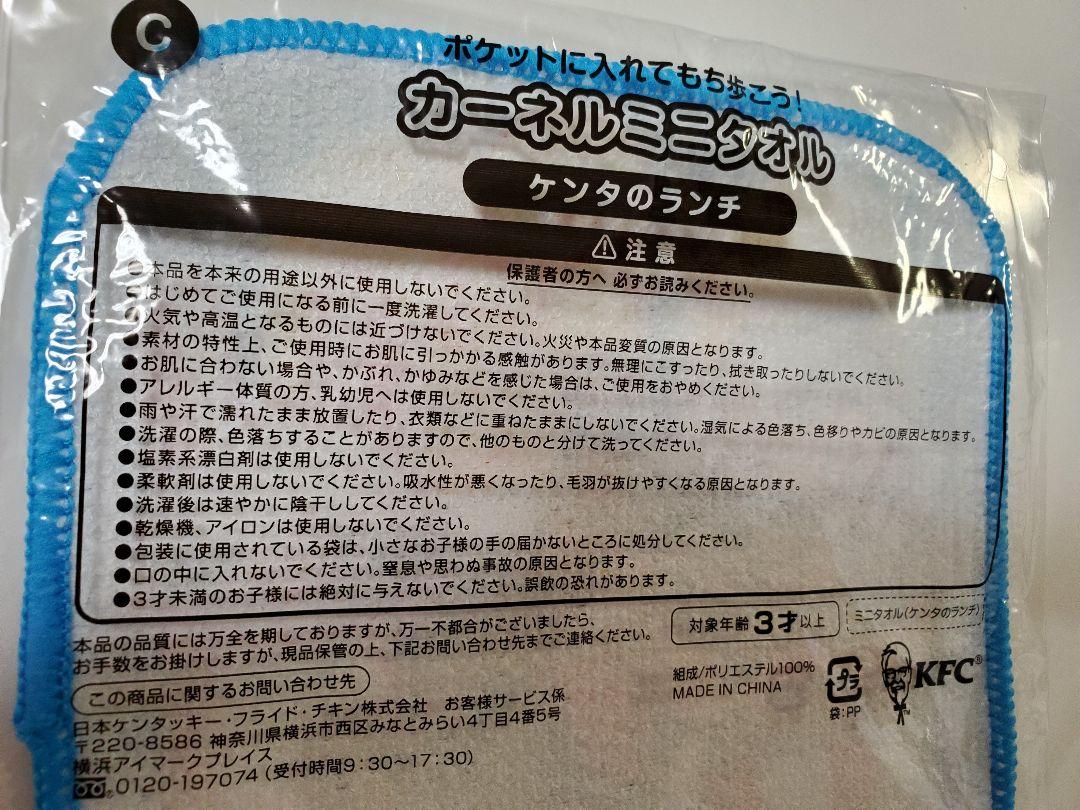 C
ポケットに入れてもち歩こう!
カーネルミニタオル
ケンタのランチ
⚠注意
保護者の方へ 必ずお読みください。
●本品を本来の用途以外に使用しないでください。
●はじめてご使用になる前に一度洗濯してください。
●火気や高温となるものには近づけないでください。火災や本品変質の原因となります。
●素材の特性上、ご使用時にお肌に引っかかる感触があります。無理にこすったり、拭き取ったりしないでください。
●お肌に合わない場合や、かぶれ、かゆみなどを感じた場合は、ご使用をおやめください。
●アレルギー体質の方、乳幼児へは使用しないでください。
●雨や汗で濡れたまま放置したり、衣類などに重ねたままにしないでください。湿気による色落ち、色移りやカビの原因となります。
●洗濯の際、色落ちすることがありますので、他のものと分けて洗ってください。
●塩素系漂白剤は使用しないでください。
●柔軟剤は使用しないでください。吸水性が悪くなったり、毛羽が抜けやすくなる原因となります。
●洗濯後は速やかに陰干ししてください。
●乾燥機、アイロンは使用しないでください。
●包装に使用されている袋は、小さなお子様の手の届かないところに処分してください。
●口の中に入れないでください。窒息や思わぬ事故の原因となります。
●3才未満のお子様には絶対に与えないでください。誤飲の恐れがあります。
本品の品質には万全を期しておりますが、万一不都合がございましたら、
お手数をお掛けしますが、現品保管の上、下記お問い合わせ先までご連絡ください。
対象年齢3才以上
ミニタオル(ケンタのランチ)
この商品に関するお問い合わせ先
日本ケンタッキー・フライド・チキン株式会社 お客様サービス係
〒220-8586 神奈川県横浜市西区みなとみらい4丁目4番5号
横浜アイマークプレイス
0120-197074(受付時間9:30~17:30)
組成/ポリエステル100%
MADE IN CHINA
プラ
袋:PP
KFC®
TM